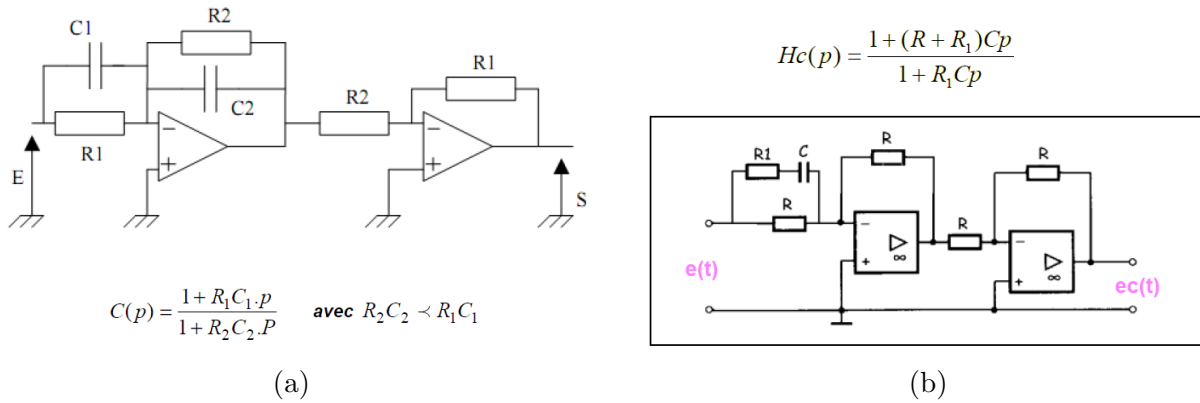 C1
R2
C2
R1
−
+
E
R2
R1
−
+
S
C(p) = (1 + R₁C₁.p) / (1 + R₂C₂.P) avec R₂C₂ ≺ R₁C₁
(a)
Hc(p) = (1 + (R + R₁)Cp) / (1 + R₁Cp)
R1 C
R
R
−
+
▷
∞
R
R
−
+
▷
∞
e(t)
ec(t)
(b)